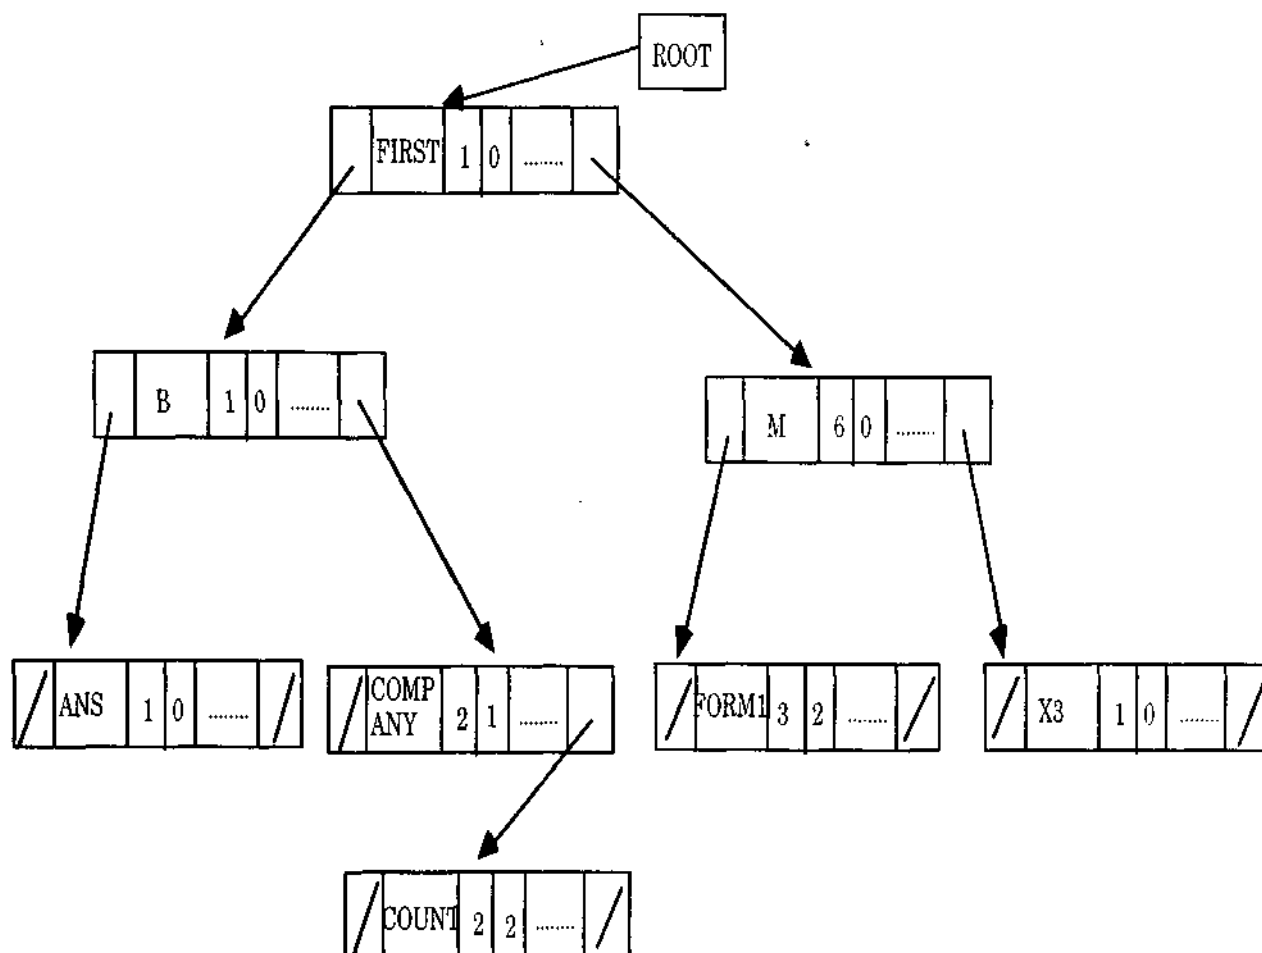 ROOT
FIRST 1 0 ........
B 1 0 ........
M 6 0 ........
ANS 1 0 ........
COMP
ANY 2 1 ........
FORM1 3 2 ........
X3 1 0 ........
COUNT 2 2 ........